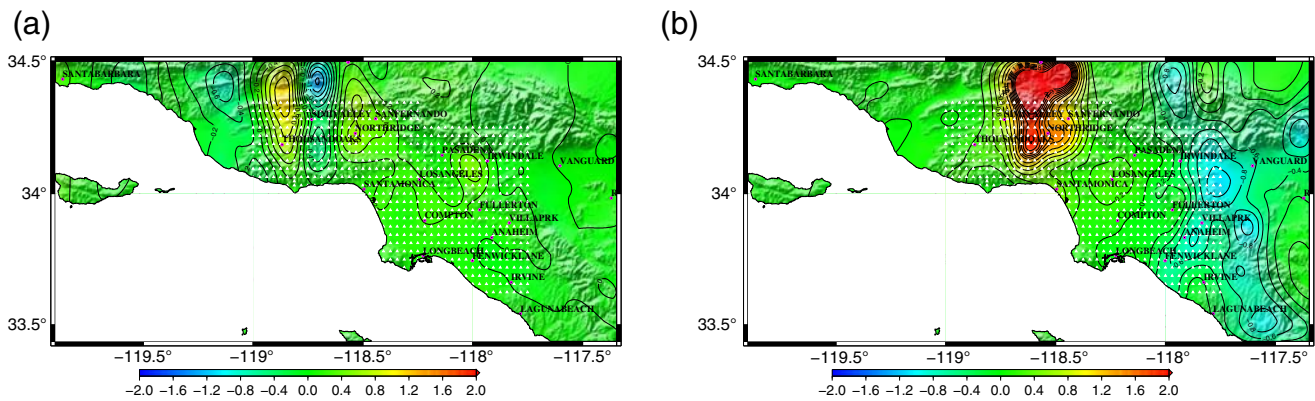 (a)
(b)
34.5°
34°
33.5°
−119.5°
−119°
−118.5°
−118°
−117.5°
SANTABARBARA
SIMIVALLEY
SANFERNANDO
NORTHRIDGE
THOUSANDOAKS
PASADENA
IRWINDALE
VANGUARD
LOSANGELES
SANTAMONICA
FULLERTON
COMPTON
VILLAPRK
ANAHEIM
LONGBEACH
FENWICKLANE
IRVINE
LAGUNABEACH
−2.0 −1.6 −1.2 −0.8 −0.4 0.0 0.4 0.8 1.2 1.6 2.0
34.5°
34°
33.5°
−119.5°
−119°
−118.5°
−118°
−117.5°
SANTABARBARA
SIMIVALLEY
SANFERNANDO
NORTHRIDGE
THOUSANDOAKS
PASADENA
IRWINDALE
VANGUARD
LOSANGELES
SANTAMONICA
FULLERTON
COMPTON
VILLAPRK
ANAHEIM
LONGBEACH
FENWICKLANE
IRVINE
LAGUNABEACH
−2.0 −1.6 −1.2 −0.8 −0.4 0.0 0.4 0.8 1.2 1.6 2.0